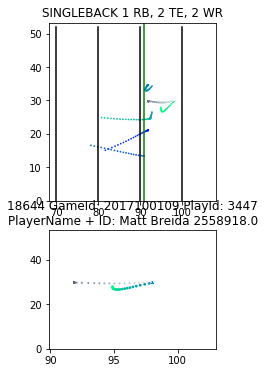 SINGLEBACK 1 RB, 2 TE, 2 WR
50
40
30
20
10
0
70 80 90 100
18644 GameId: 2017100109 PlayId: 3447
PlayerName + ID: Matt Breida 2558918.0
40
20
0
90 95 100